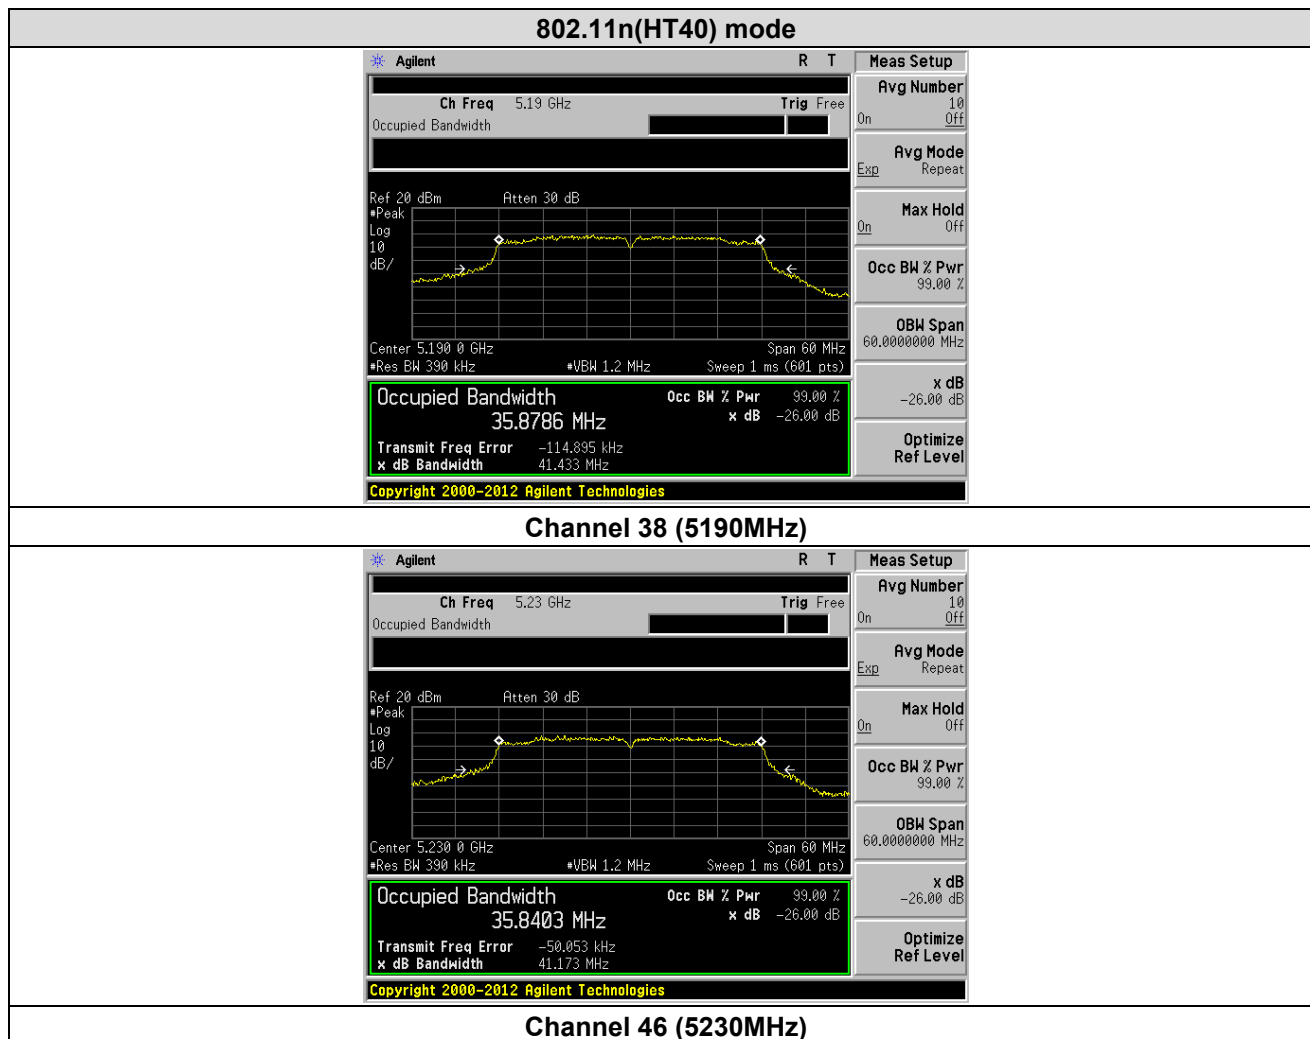 802.11n(HT40) mode
Agilent R T Meas Setup
Ch Freq 5.19 GHz Trig Free
Occupied Bandwidth
Avg Number
10
On Off
Avg Mode
Exp Repeat
Max Hold
On Off
Occ BW % Pwr
99.00 %
OBW Span
60.0000000 MHz
x dB
-26.00 dB
Optimize
Ref Level
Ref 20 dBm Atten 30 dB
#Peak
Log
10
dB/
Center 5.190 0 GHz Span 60 MHz
#Res BW 390 kHz #VBW 1.2 MHz Sweep 1 ms (601 pts)
Occupied Bandwidth Occ BW % Pwr 99.00 %
35.8786 MHz x dB -26.00 dB
Transmit Freq Error -114.895 kHz
x dB Bandwidth 41.433 MHz
Copyright 2000-2012 Agilent Technologies
Channel 38 (5190MHz)
Agilent R T Meas Setup
Ch Freq 5.23 GHz Trig Free
Occupied Bandwidth
Avg Number
10
On Off
Avg Mode
Exp Repeat
Max Hold
On Off
Occ BW % Pwr
99.00 %
OBW Span
60.0000000 MHz
x dB
-26.00 dB
Optimize
Ref Level
Ref 20 dBm Atten 30 dB
#Peak
Log
10
dB/
Center 5.230 0 GHz Span 60 MHz
#Res BW 390 kHz #VBW 1.2 MHz Sweep 1 ms (601 pts)
Occupied Bandwidth Occ BW % Pwr 99.00 %
35.8403 MHz x dB -26.00 dB
Transmit Freq Error -50.053 kHz
x dB Bandwidth 41.173 MHz
Copyright 2000-2012 Agilent Technologies
Channel 46 (5230MHz)